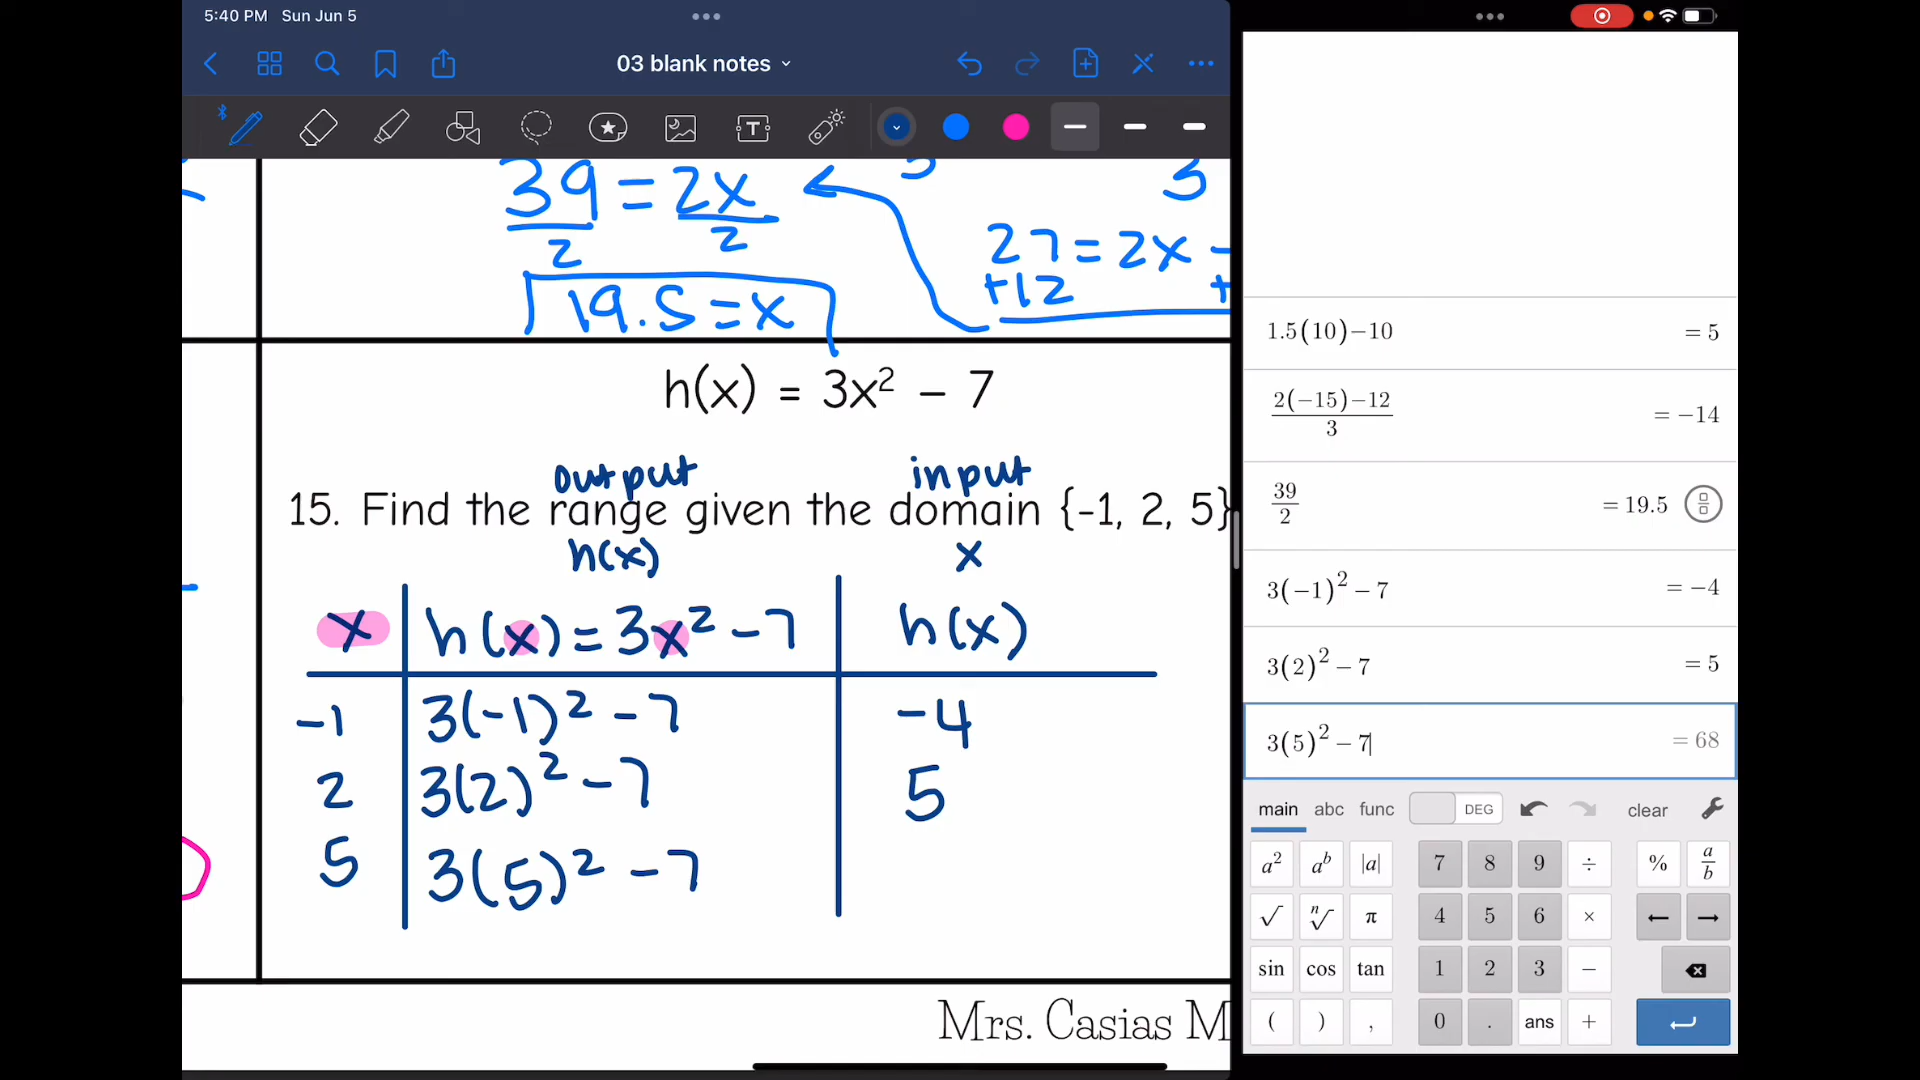 5:40 PM Sun Jun 5
03 blank notes
T
39 = 2x
2 2
19.5 = x
3
27 = 2x -
+12 +
h(x) = 3x² – 7
output input
15. Find the range given the domain {-1, 2, 5}
h(x) x
x h(x) = 3x² - 7 h(x)
-1 3(-1)² - 7 -4
2 3(2)² - 7 5
5 3(5)² - 7
Mrs. Casias M
1.5(10)−10 = 5
2(−15)−12
3
= −14
39
2
= 19.5
3(−1)² − 7 = −4
3(2)² − 7 = 5
3(5)² − 7 = 68
main abc func DEG clear
a² aᵇ |a| 7 8 9 ÷ % a/b
√ ⁿ√ π 4 5 6 × ← →
sin cos tan 1 2 3 −
( ) , 0 . ans +